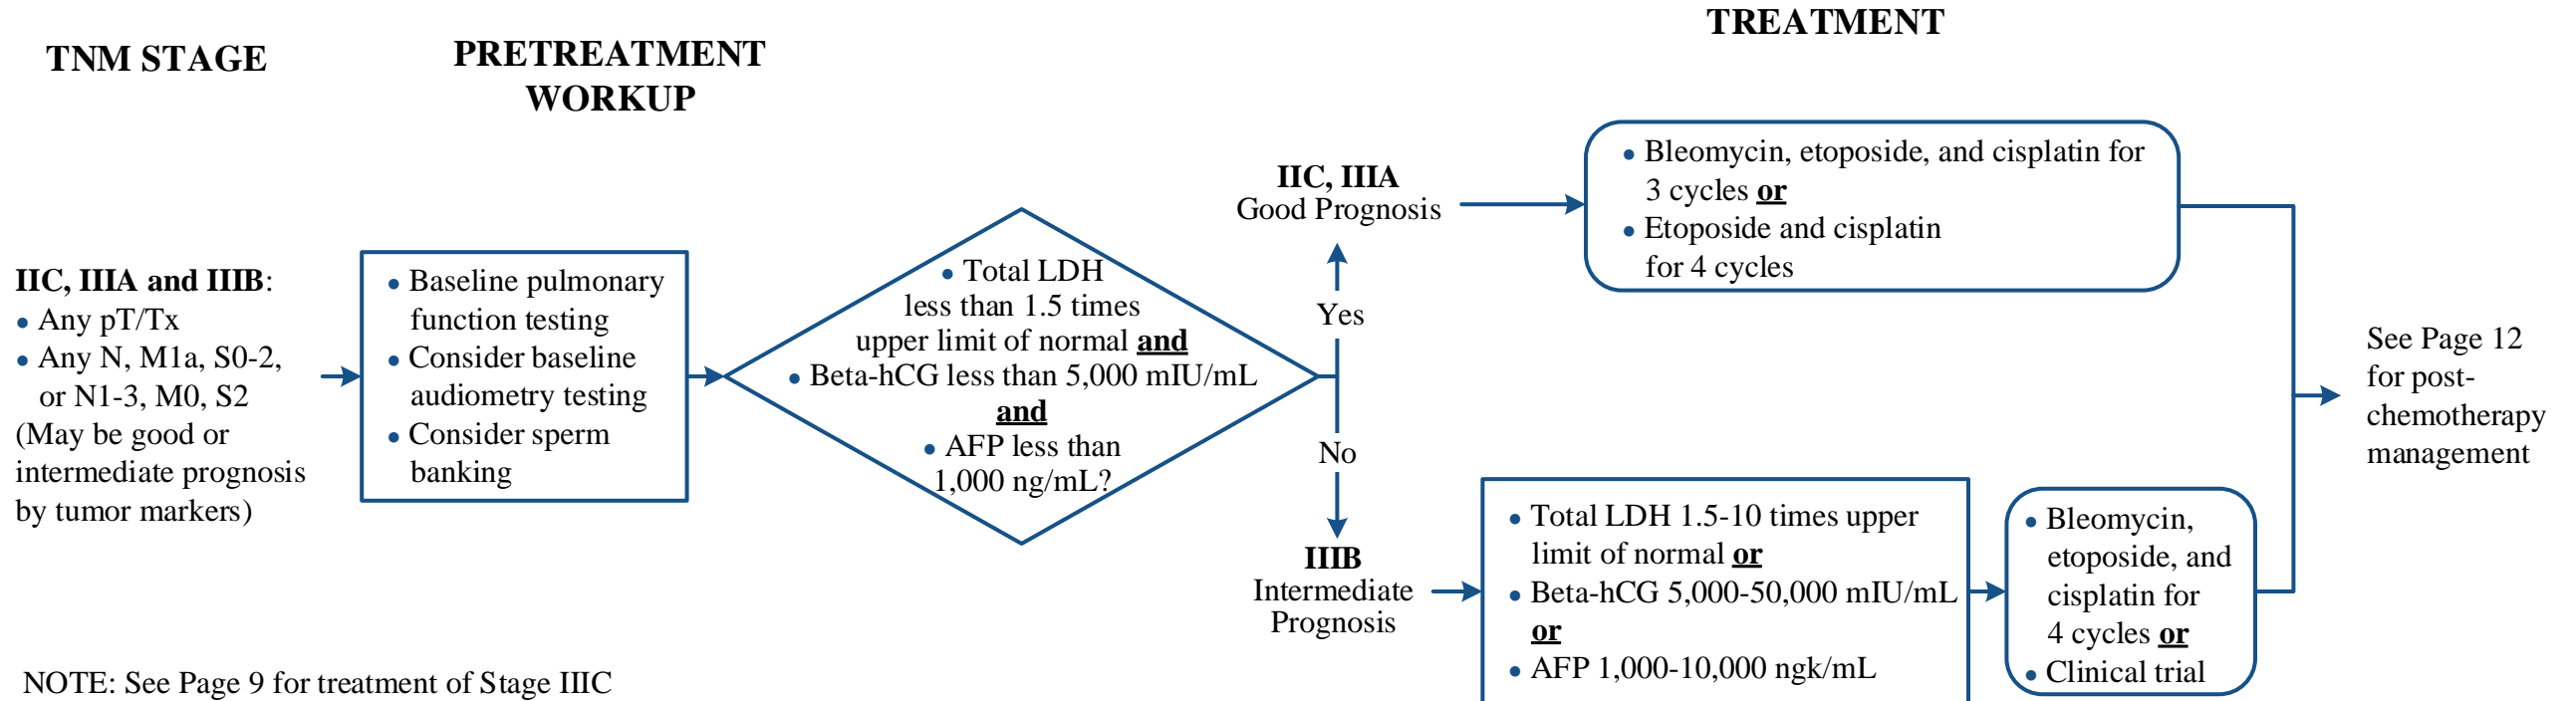 TNM STAGE
PRETREATMENT
WORKUP
TREATMENT
IIC, IIIA and IIIB:
• Any pT/Tx
• Any N, M1a, S0-2,
or N1-3, M0, S2
(May be good or
intermediate prognosis
by tumor markers)
• Baseline pulmonary
function testing
• Consider baseline
audiometry testing
• Consider sperm
banking
• Total LDH
less than 1.5 times
upper limit of normal and
• Beta-hCG less than 5,000 mIU/mL
and
• AFP less than
1,000 ng/mL?
Yes
IIC, IIIA
Good Prognosis
• Bleomycin, etoposide, and cisplatin for
3 cycles or
• Etoposide and cisplatin
for 4 cycles
No
IIIB
Intermediate
Prognosis
• Total LDH 1.5-10 times upper
limit of normal or
• Beta-hCG 5,000-50,000 mIU/mL
or
• AFP 1,000-10,000 ngk/mL
• Bleomycin,
etoposide, and
cisplatin for
4 cycles or
• Clinical trial
See Page 12
for post-
chemotherapy
management
NOTE: See Page 9 for treatment of Stage IIIC